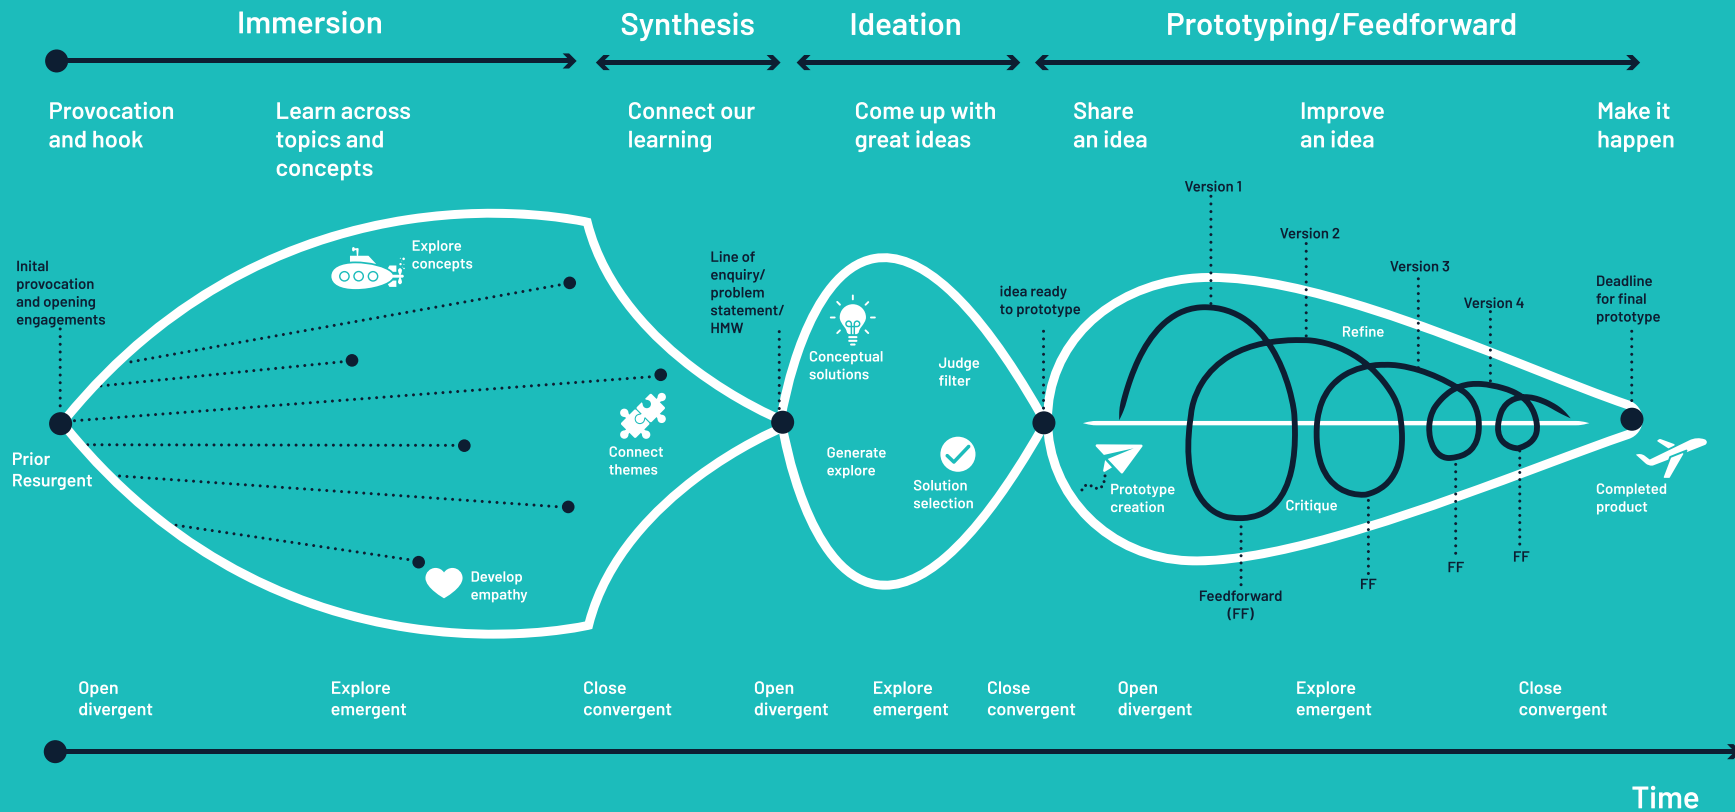 Immersion
Synthesis
Ideation
Prototyping/Feedforward
Provocation
and hook
Learn across
topics and
concepts
Connect our
learning
Come up with
great ideas
Share
an idea
Improve
an idea
Make it
happen
Inital
provocation
and opening
engagements
Prior
Resurgent
Explore
concepts
Connect
themes
Develop
empathy
Line of
enquiry/
problem
statement/
HMW
Conceptual
solutions
Judge
filter
Generate
explore
Solution
selection
idea ready
to prototype
Version 1
Version 2
Version 3
Version 4
Refine
Prototype
creation
Critique
Feedforward
(FF)
FF
FF
FF
Deadline
for final
prototype
Completed
product
Open
divergent
Explore
emergent
Close
convergent
Open
divergent
Explore
emergent
Close
convergent
Open
divergent
Explore
emergent
Close
convergent
Time